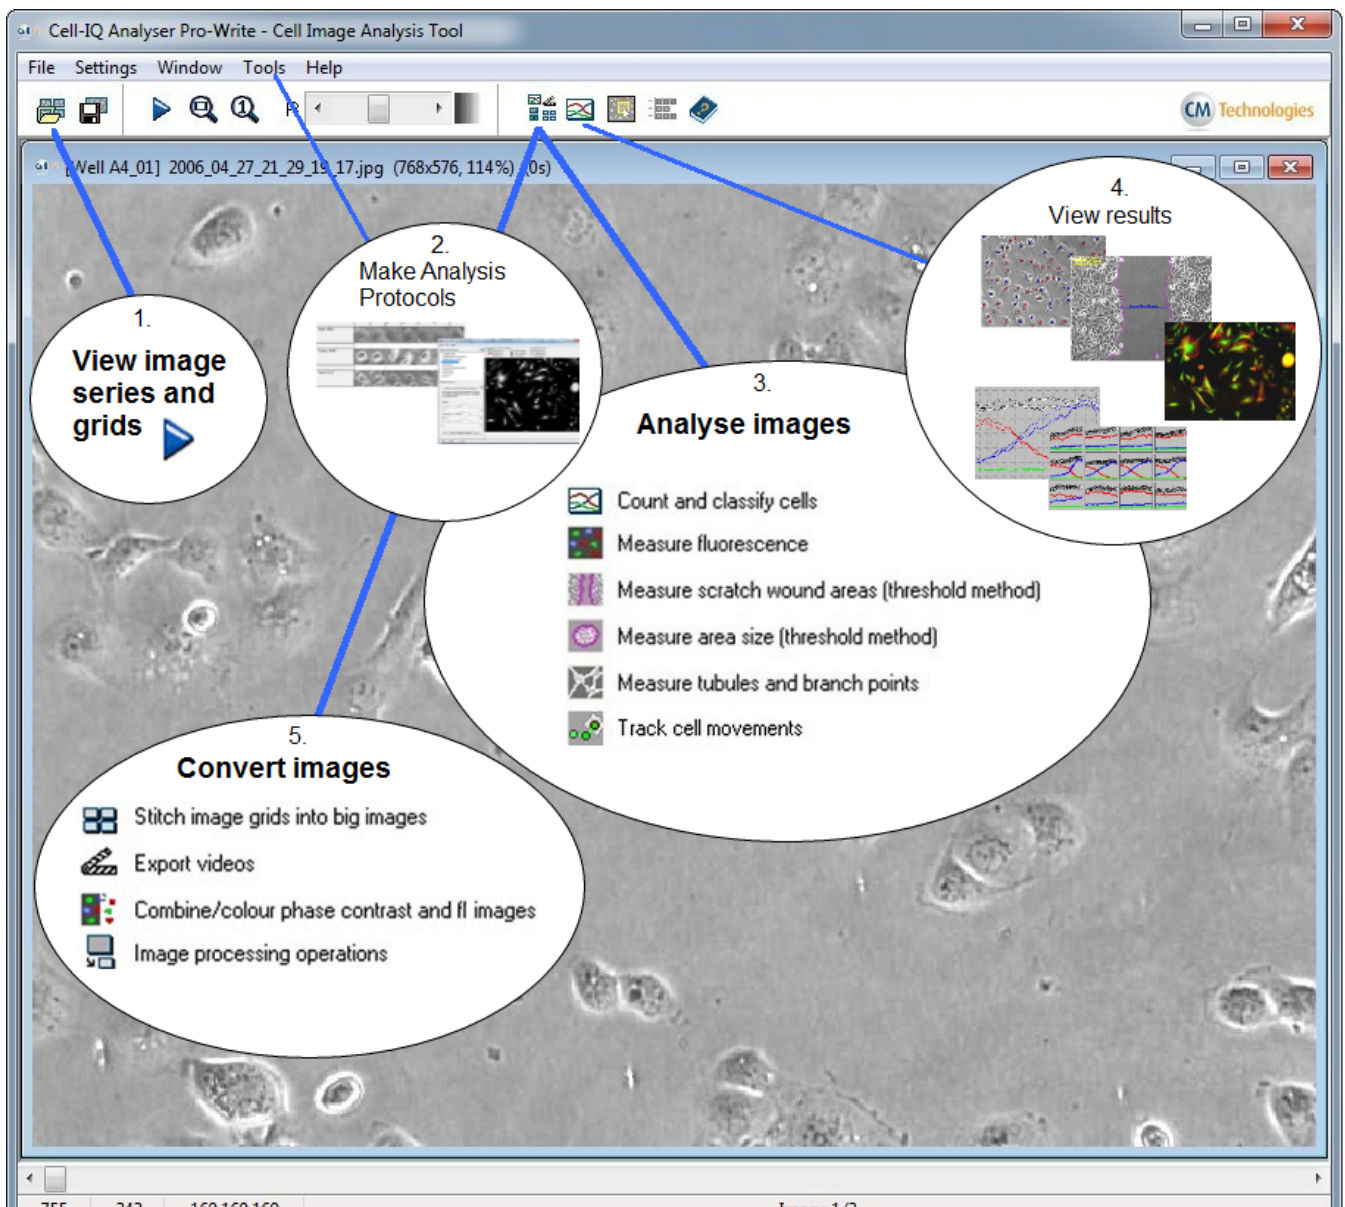 Cell-IQ Analyser Pro-Write - Cell Image Analysis Tool
File Settings Window Tools Help
CM Technologies
[Well A4_01] 2006_04_27_21_29_19_17.jpg (768x576, 114%) (0s)
1.
View image
series and
grids
2.
Make Analysis
Protocols
3.
Analyse images
Count and classify cells
Measure fluorescence
Measure scratch wound areas (threshold method)
Measure area size (threshold method)
Measure tubules and branch points
Track cell movements
4.
View results
5.
Convert images
Stitch image grids into big images
Export videos
Combine/colour phase contrast and fl images
Image processing operations